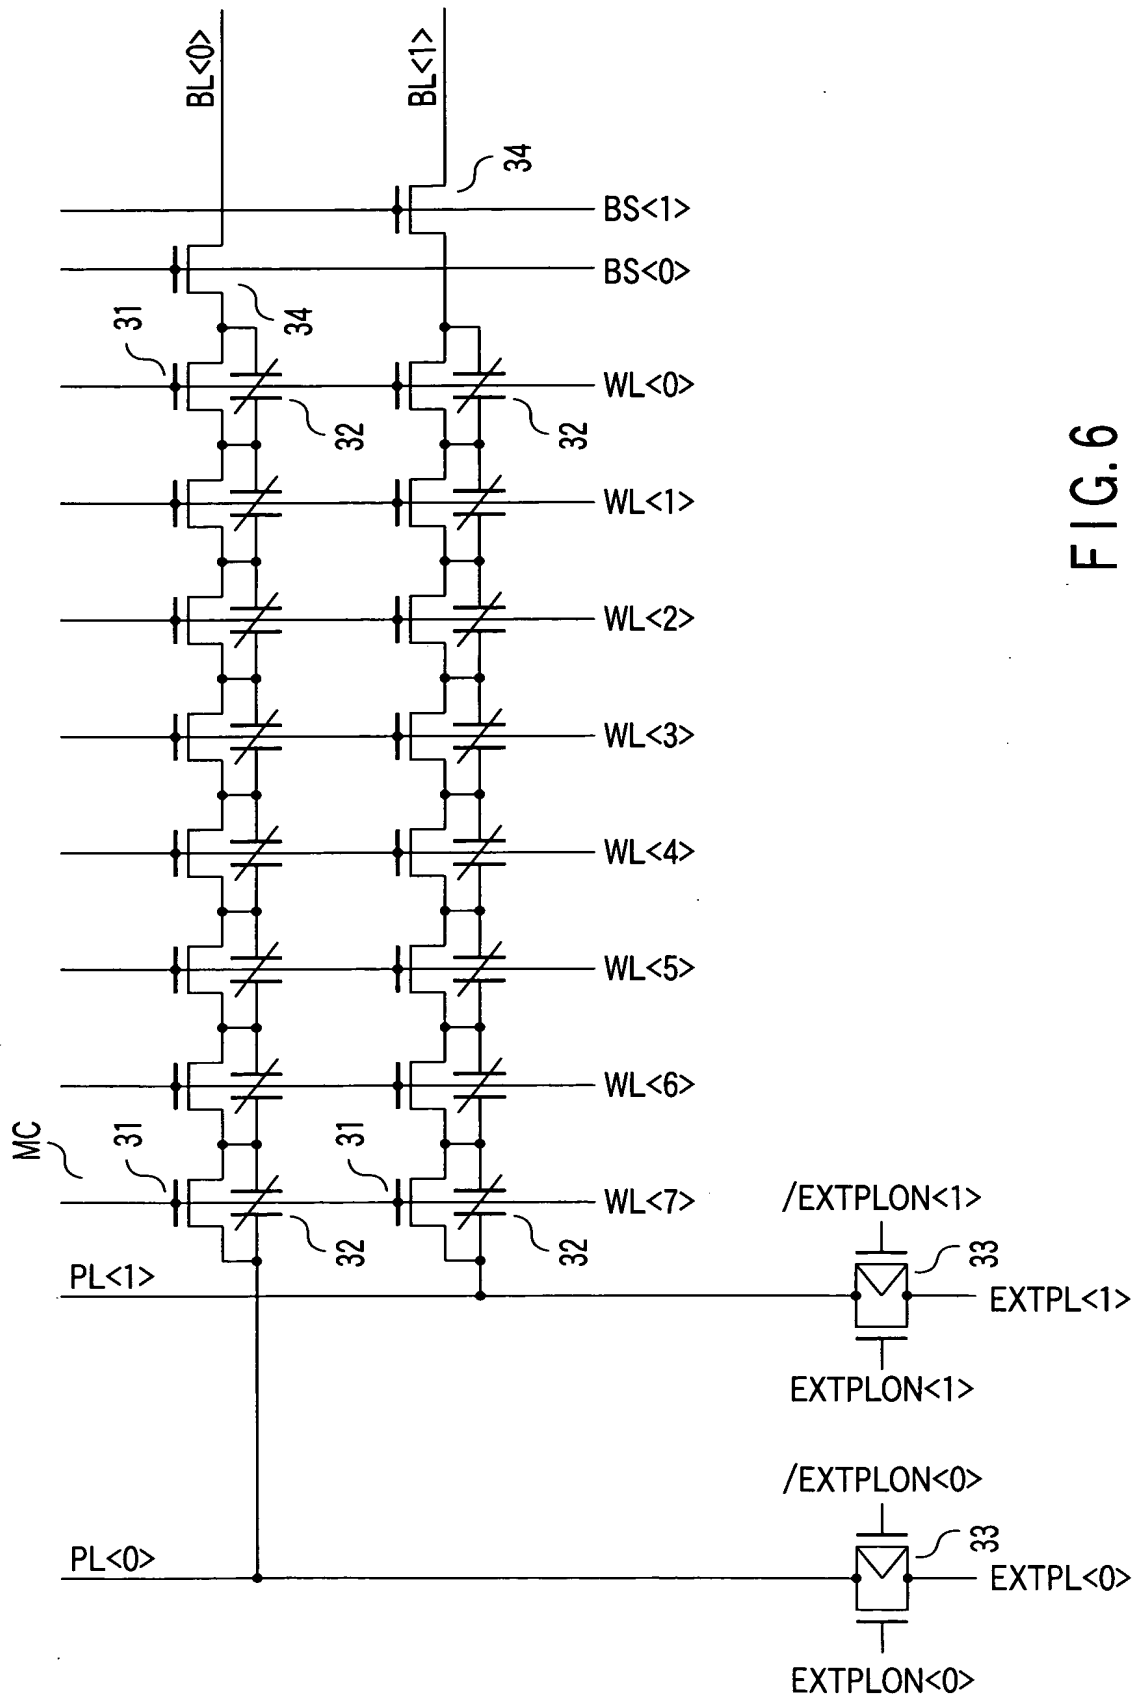 BL<0>
BL<1>
34
BS<1>
BS<0>
31
34
WL<0>
32
32
WL<1>
WL<2>
WL<3>
WL<4>
WL<5>
WL<6>
MC
31
31
WL<7>
32
32
PL<1>
/EXTPLON<1>
33
EXTPL<1>
EXTPLON<1>
/EXTPLON<0>
PL<0>
33
EXTPL<0>
EXTPLON<0>
FIG. 6